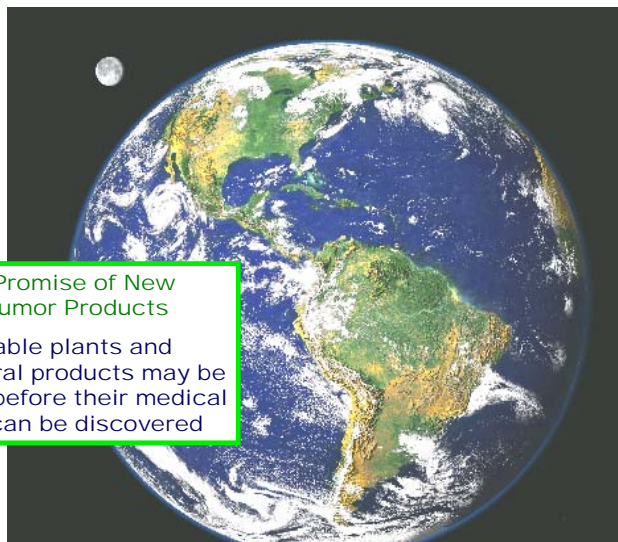 Promise of New
umor Products
able plants and
ral products may be
before their medical
can be discovered